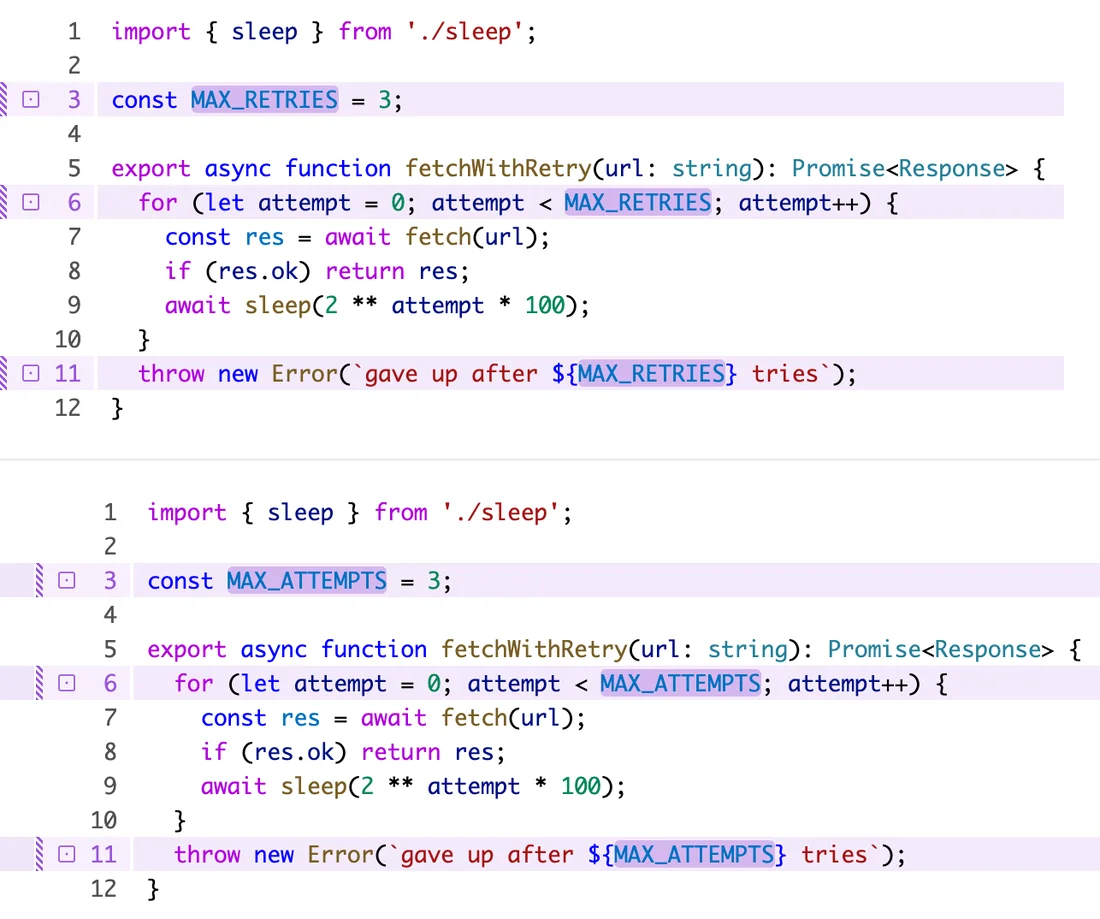 1 import { sleep } from './sleep';
2
3 const MAX_RETRIES = 3;
4
5 export async function fetchWithRetry(url: string): Promise<Response> {
6   for (let attempt = 0; attempt < MAX_RETRIES; attempt++) {
7     const res = await fetch(url);
8     if (res.ok) return res;
9     await sleep(2 ** attempt * 100);
10   }
11   throw new Error(`gave up after ${MAX_RETRIES} tries`);
12 }
1 import { sleep } from './sleep';
2
3 const MAX_ATTEMPTS = 3;
4
5 export async function fetchWithRetry(url: string): Promise<Response> {
6   for (let attempt = 0; attempt < MAX_ATTEMPTS; attempt++) {
7     const res = await fetch(url);
8     if (res.ok) return res;
9     await sleep(2 ** attempt * 100);
10   }
11   throw new Error(`gave up after ${MAX_ATTEMPTS} tries`);
12 }